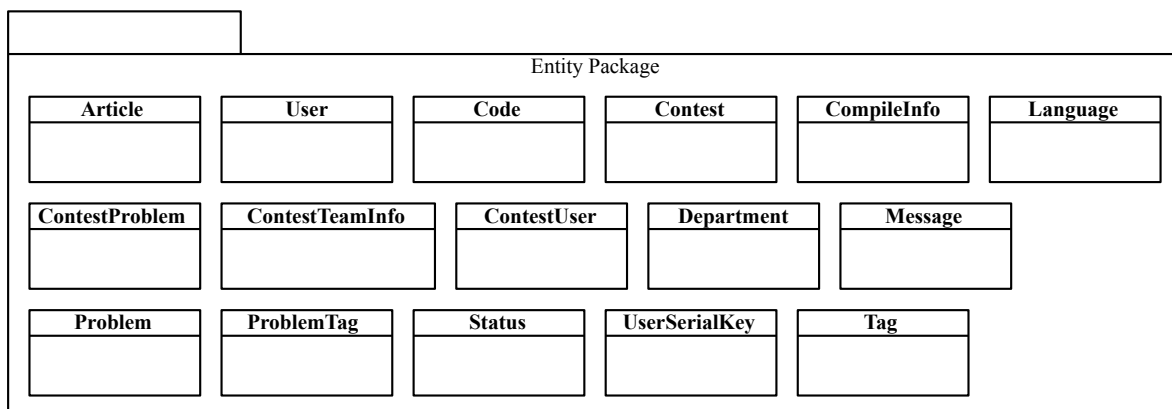 Entity Package
Article User Code Contest CompileInfo Language
ContestProblem ContestTeamInfo ContestUser Department Message
Problem ProblemTag Status UserSerialKey Tag